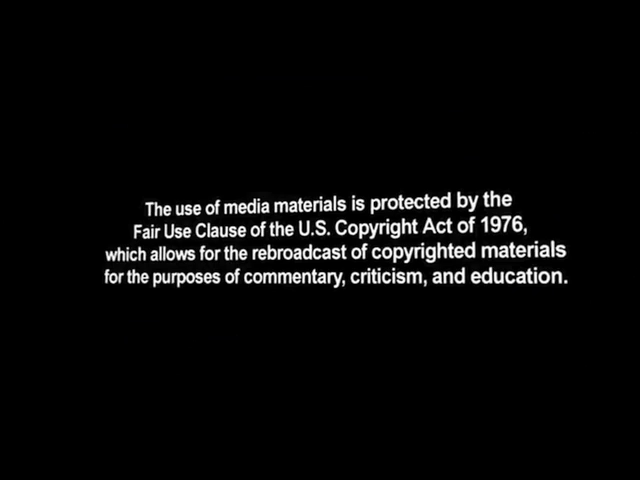 The use of media materials is protected by the
Fair Use Clause of the U.S. Copyright Act of 1976,
which allows for the rebroadcast of copyrighted materials
for the purposes of commentary, criticism, and education.